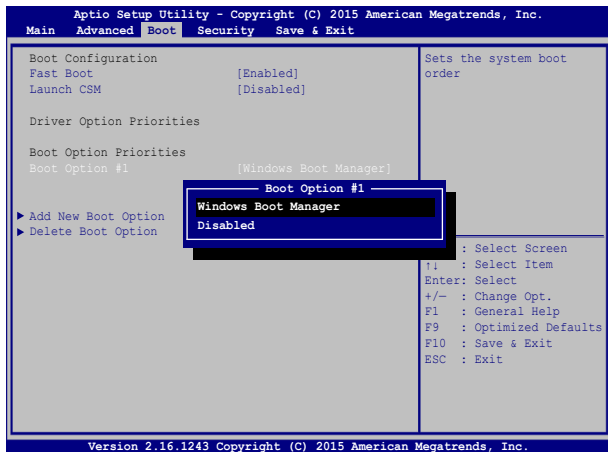 Aptio Setup Utility - Copyright (C) 2015 American Megatrends, Inc.
Main Advanced Boot Security Save & Exit
Boot Configuration
Fast Boot [Enabled]
Launch CSM [Disabled]
Driver Option Priorities
Boot Option Priorities
Boot Option #1 [Windows Boot Manager]
Boot Option #1
Windows Boot Manager
Disabled
▶ Add New Boot Option
▶ Delete Boot Option
Sets the system boot
order
: Select Screen
↑↓ : Select Item
Enter: Select
+/— : Change Opt.
F1 : General Help
F9 : Optimized Defaults
F10 : Save & Exit
ESC : Exit
Version 2.16.1243 Copyright (C) 2015 American Megatrends, Inc.